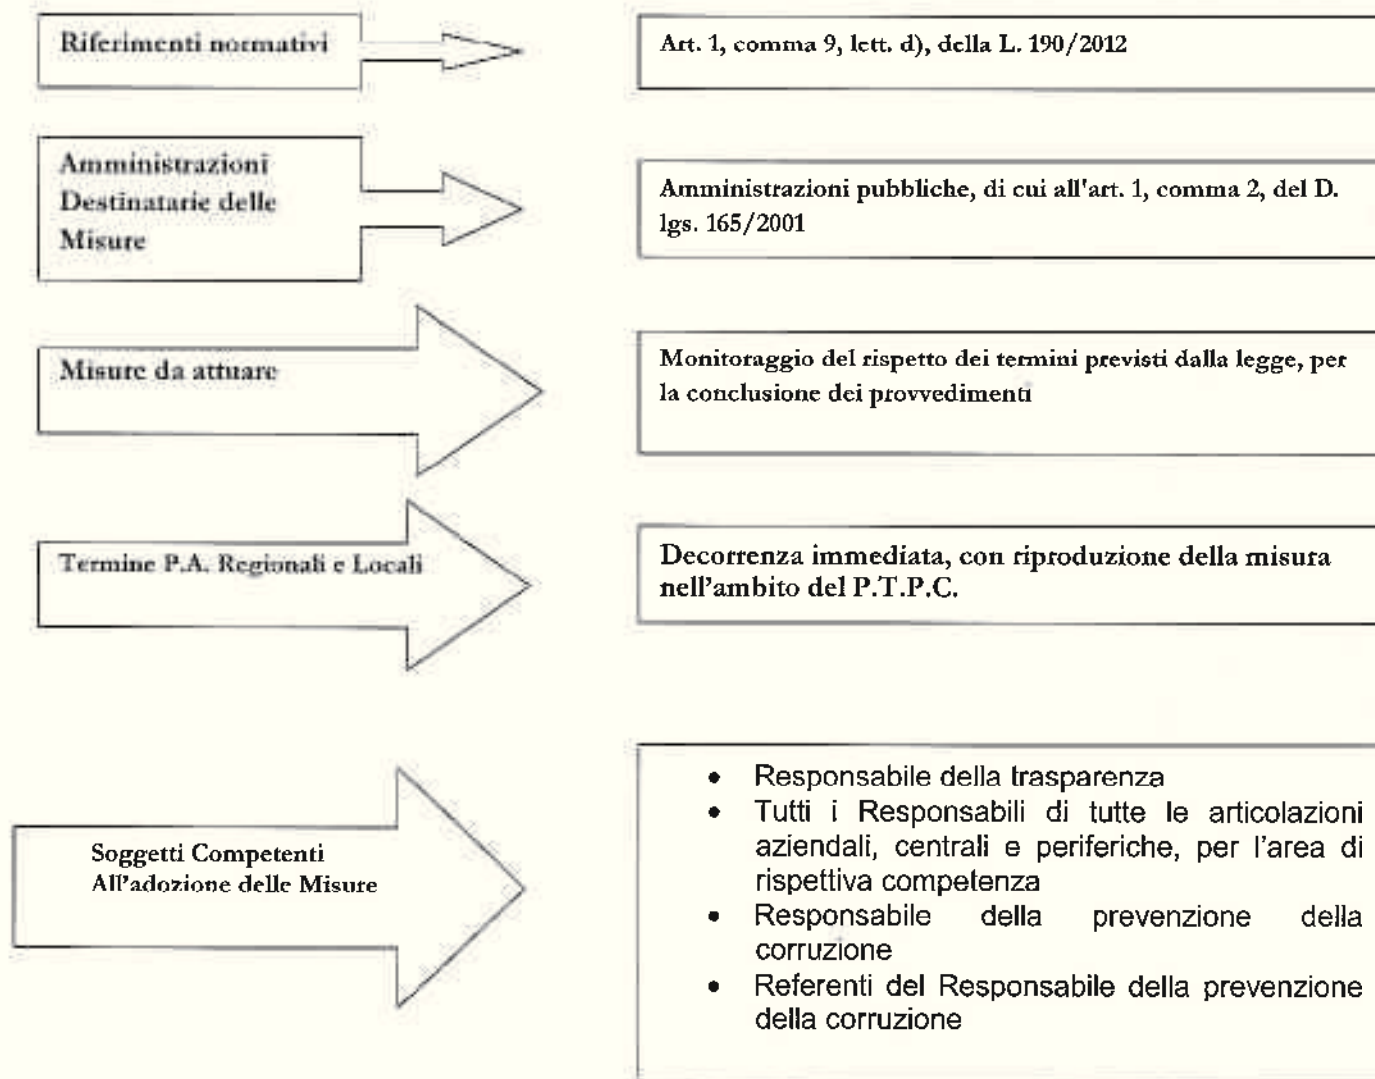 Riferimenti normativi
Art. 1, comma 9, lett. d), della L. 190/2012
Amministrazioni
Destinatarie delle
Misure
Amministrazioni pubbliche, di cui all'art. 1, comma 2, del D.
lgs. 165/2001
Misure da attuare
Monitoraggio del rispetto dei termini previsti dalla legge, per
la conclusione dei provvedimenti
Termine P.A. Regionali e Locali
Decorrenza immediata, con riproduzione della misura
nell'ambito del P.T.P.C.
Soggetti Competenti
All'adozione delle Misure
• Responsabile della trasparenza
• Tutti i Responsabili di tutte le articolazioni
aziendali, centrali e periferiche, per l'area di
rispettiva competenza
• Responsabile della prevenzione della
corruzione
• Referenti del Responsabile della prevenzione
della corruzione